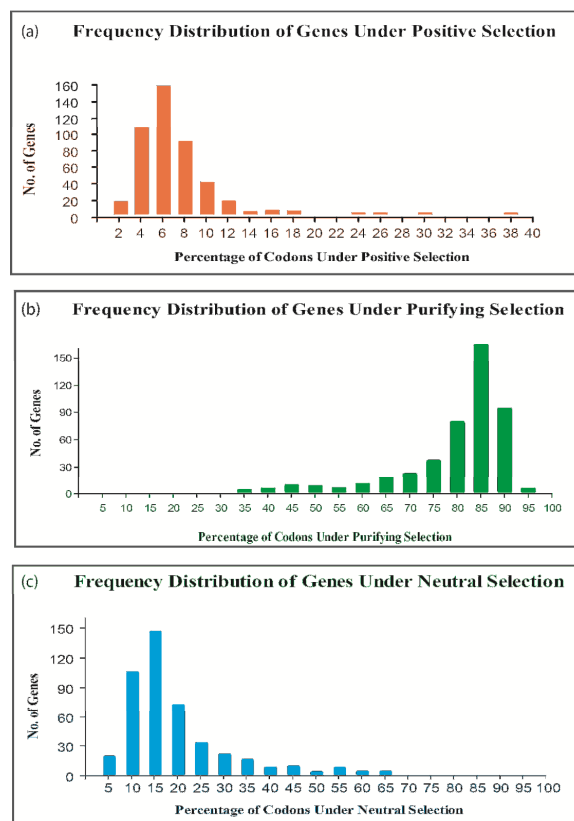 (a)
Frequency Distribution of Genes Under Positive Selection
No. of Genes
160
140
120
100
80
60
40
20
0
2 4 6 8 10 12 14 16 18 20 22 24 26 28 30 32 34 36 38 40
Percentage of Codons Under Positive Selection
(b)
Frequency Distribution of Genes Under Purifying Selection
No. of Genes
150
120
90
60
30
0
5 10 15 20 25 30 35 40 45 50 55 60 65 70 75 80 85 90 95 100
Percentage of Codons Under Purifying Selection
(c)
Frequency Distribution of Genes Under Neutral Selection
No. of Genes
150
120
90
60
30
0
5 10 15 20 25 30 35 40 45 50 55 60 65 70 75 80 85 90 95 100
Percentage of Codons Under Neutral Selection